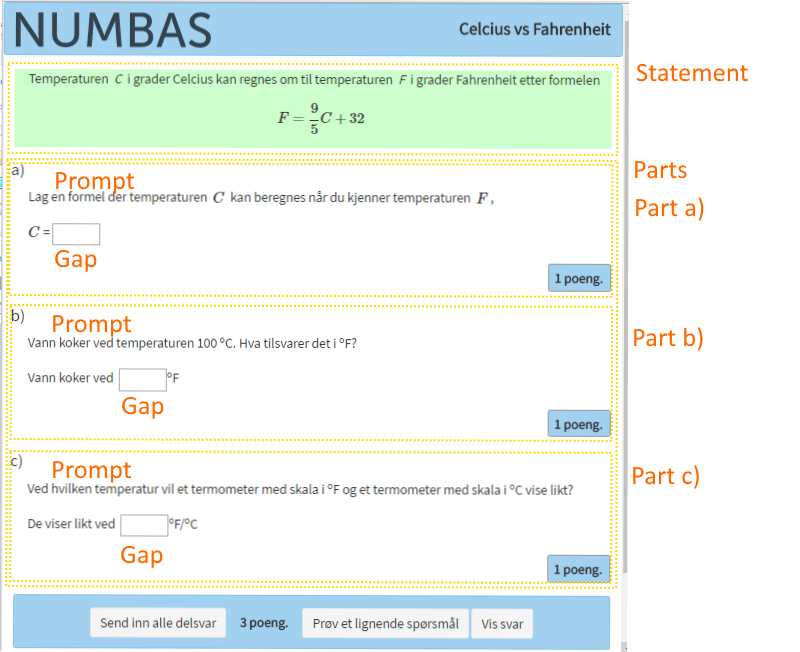 NUMBAS
Celcius vs Fahrenheit
Temperaturen C i grader Celcius kan regnes om til temperaturen F i grader Fahrenheit etter formelen
Statement
F = 9/5 C + 32
a)
Prompt
Parts
Lag en formel der temperaturen C kan beregnes når du kjenner temperaturen F,
Part a)
C =
Gap
1 poeng.
b)
Prompt
Vann koker ved temperaturen 100 °C. Hva tilsvarer det i °F?
Part b)
Vann koker ved °F
Gap
1 poeng.
c)
Prompt
Part c)
Ved hvilken temperatur vil et termometer med skala i °F og et termometer med skala i °C vise likt?
De viser likt ved °F/°C
Gap
1 poeng.
Send inn alle delsvar 3 poeng. Prøv et lignende spørsmål Vis svar